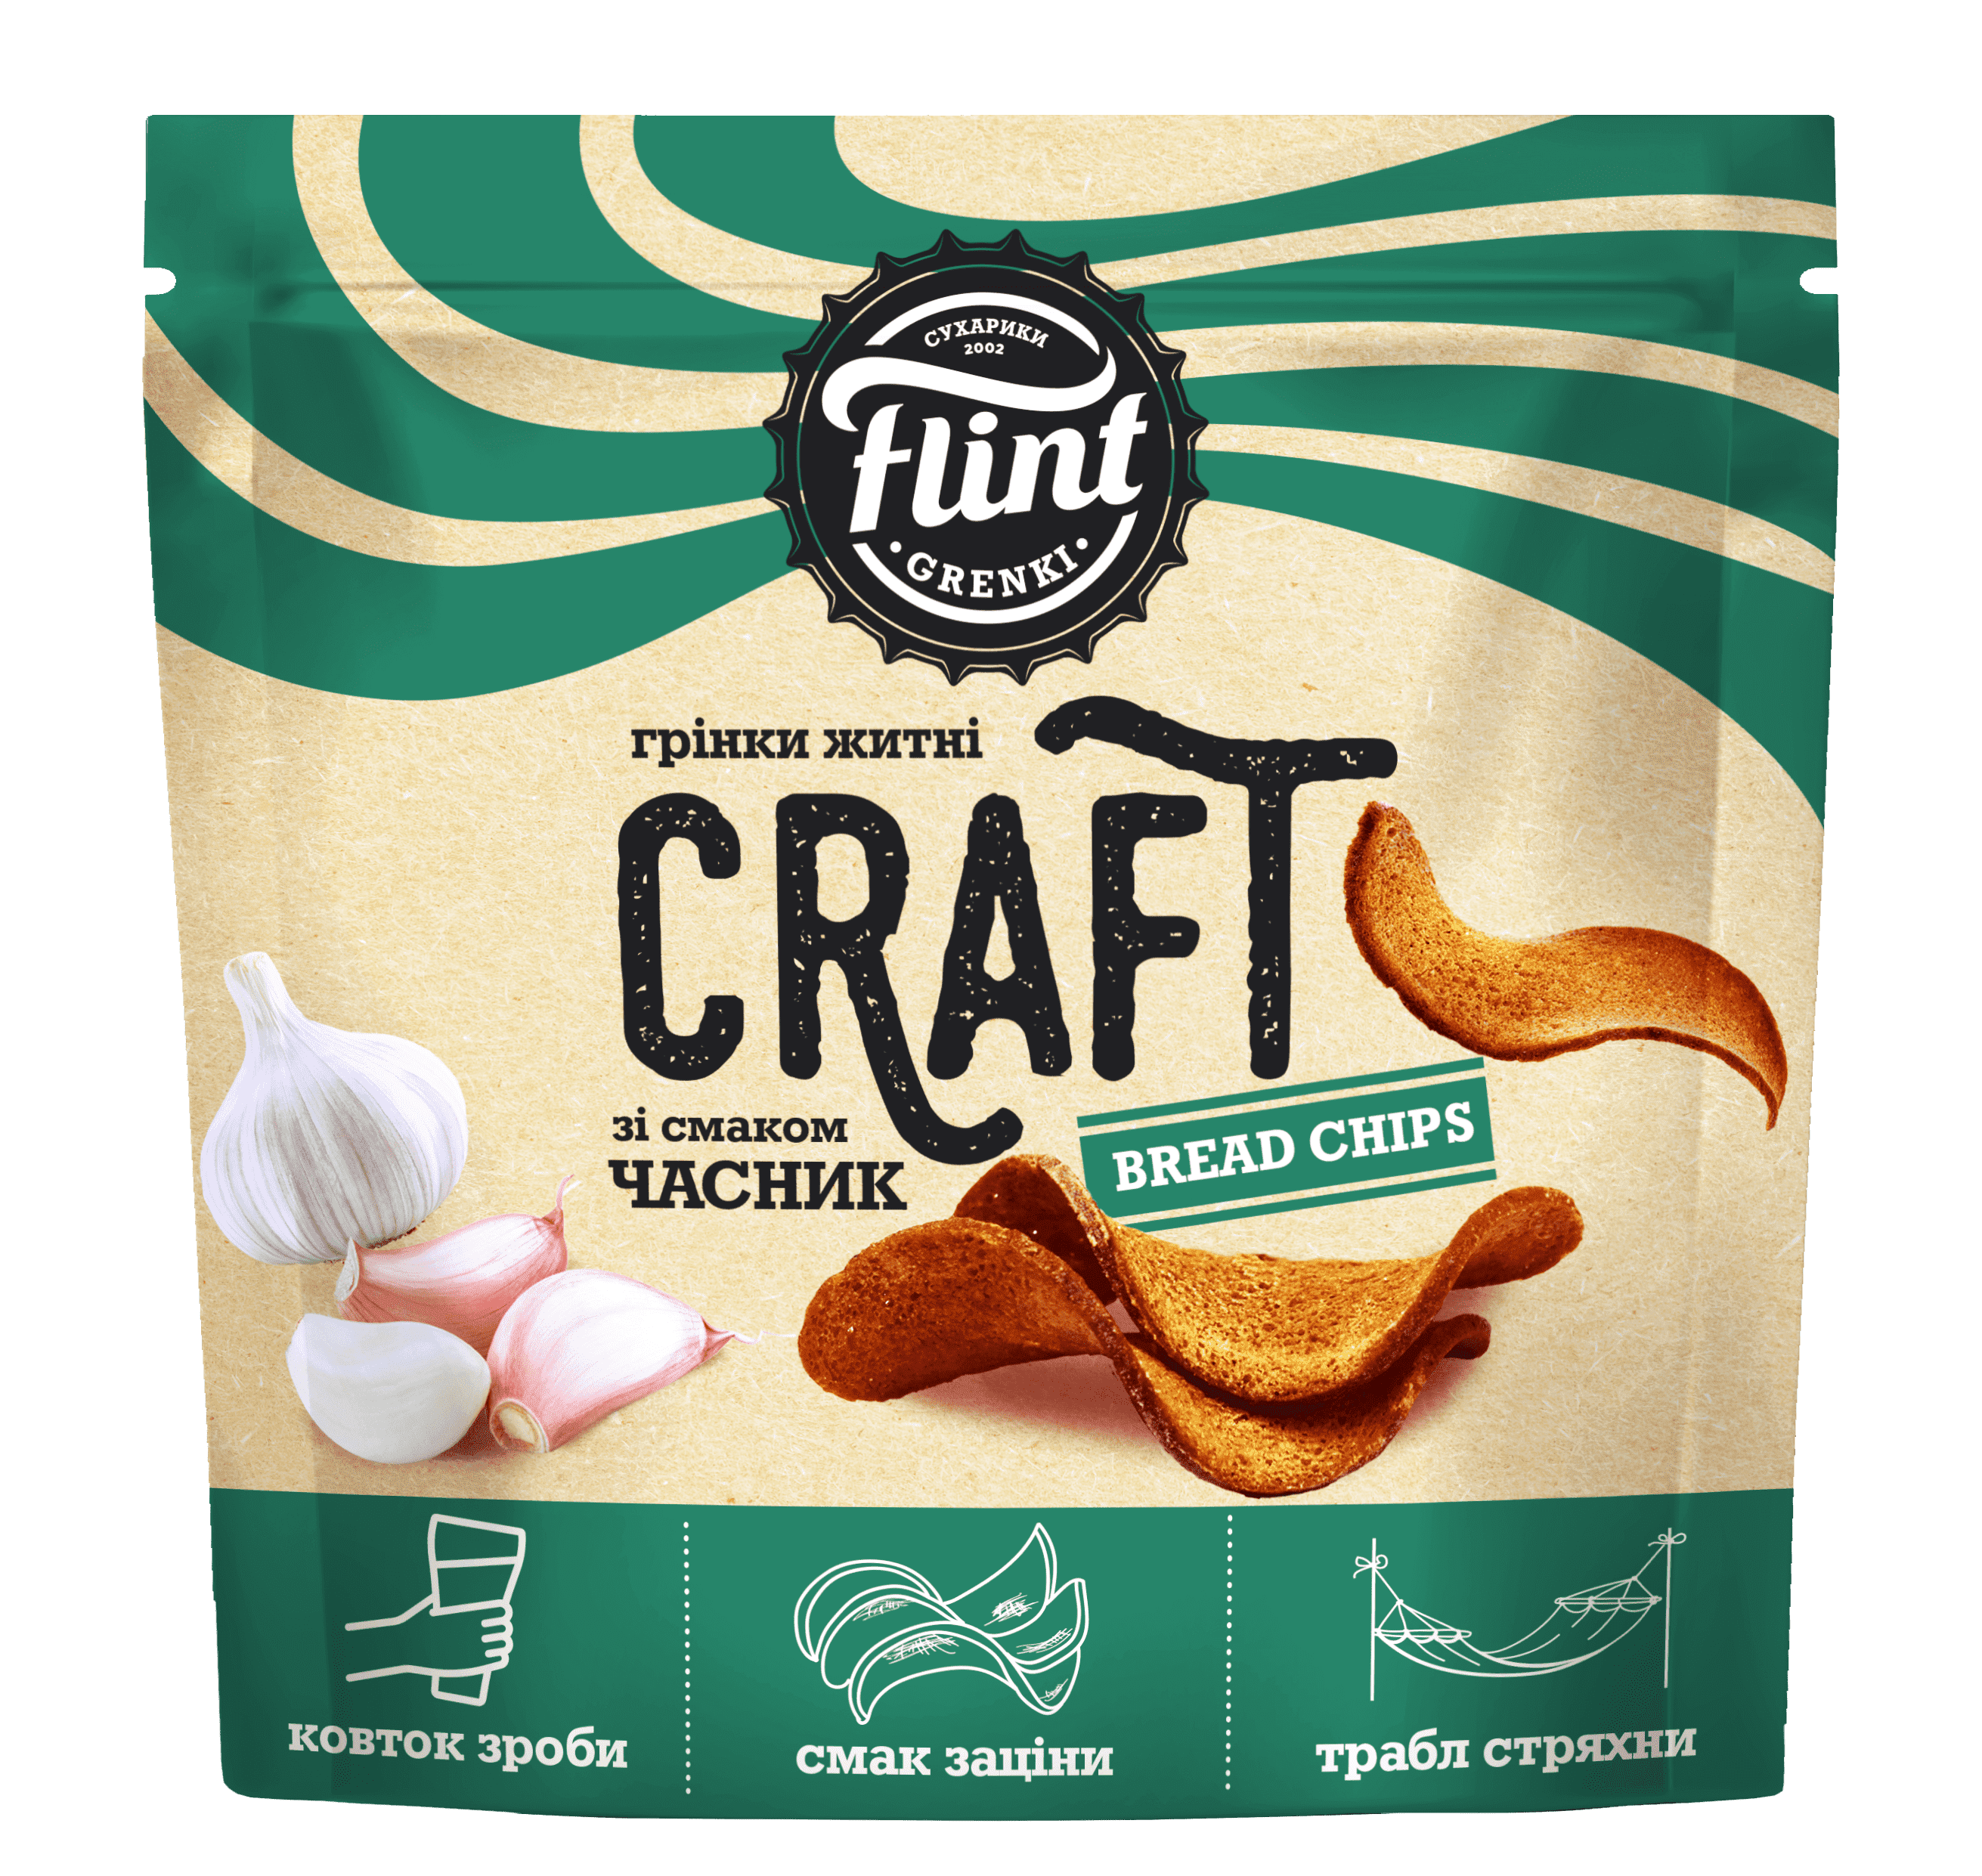 СУХАРИКИ
2002
flint
• GRENKI •
грінки житні
CRAFT
BREAD CHIPS
зі смаком
ЧАСНИК
ковток зроби
смак заціни
трабл стряхни